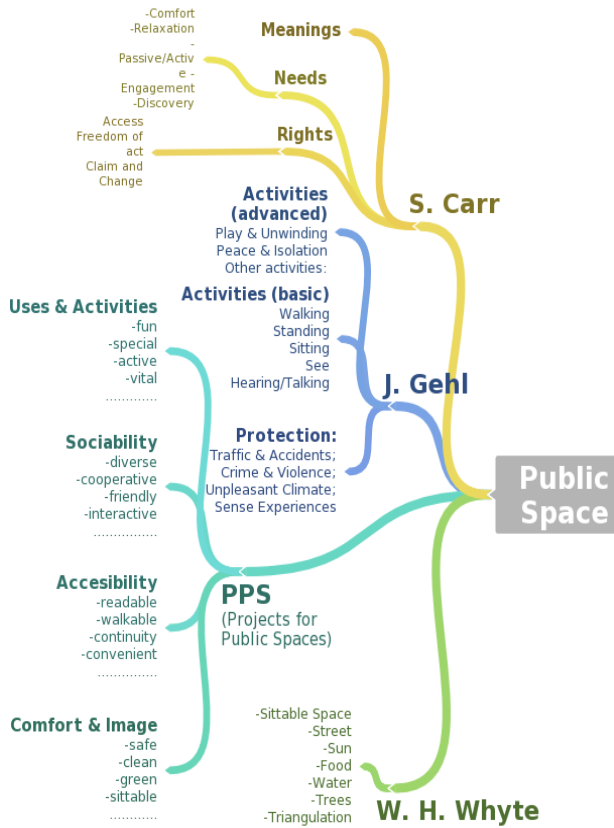 -Comfort
-Relaxation
-
Passive/Activ
e -
Engagement
-Discovery
Meanings
Needs
Access
Freedom of
act
Claim and
Change
Rights
S. Carr
Activities
(advanced)
Play & Unwinding
Peace & Isolation
Other activities:
Activities (basic)
Walking
Standing
Sitting
See
Hearing/Talking
J. Gehl
Protection:
Traffic & Accidents;
Crime & Violence;
Unpleasant Climate;
Sense Experiences
Public
Space
Uses & Activities
-fun
-special
-active
-vital
.............
Sociability
-diverse
-cooperative
-friendly
-interactive
................
Accesibility
-readable
-walkable
-continuity
-convenient
...............
Comfort & Image
-safe
-clean
-green
-sittable
............
PPS
(Projects for
Public Spaces)
-Sittable Space
-Street
-Sun
-Food
-Water
-Trees
-Triangulation
W. H. Whyte